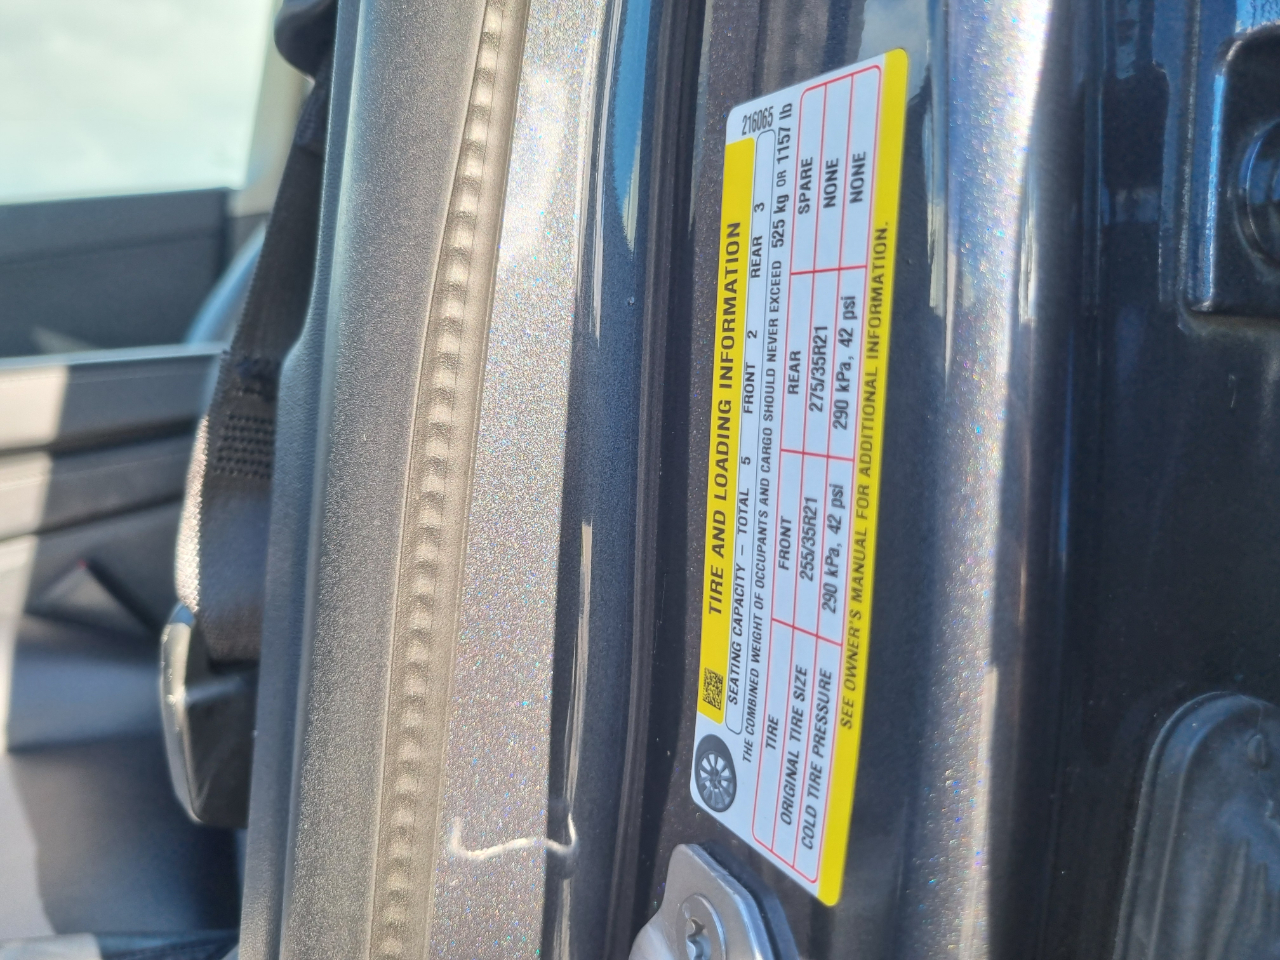 216065
TIRE AND LOADING INFORMATION
SEATING CAPACITY – TOTAL 5 FRONT 2 REAR 3
THE COMBINED WEIGHT OF OCCUPANTS AND CARGO SHOULD NEVER EXCEED 525 kg OR 1157 lb
TIRE FRONT REAR SPARE
ORIGINAL TIRE SIZE 255/35R21 275/35R21 NONE
COLD TIRE PRESSURE 290 kPa, 42 psi 290 kPa, 42 psi NONE
SEE OWNER'S MANUAL FOR ADDITIONAL INFORMATION.